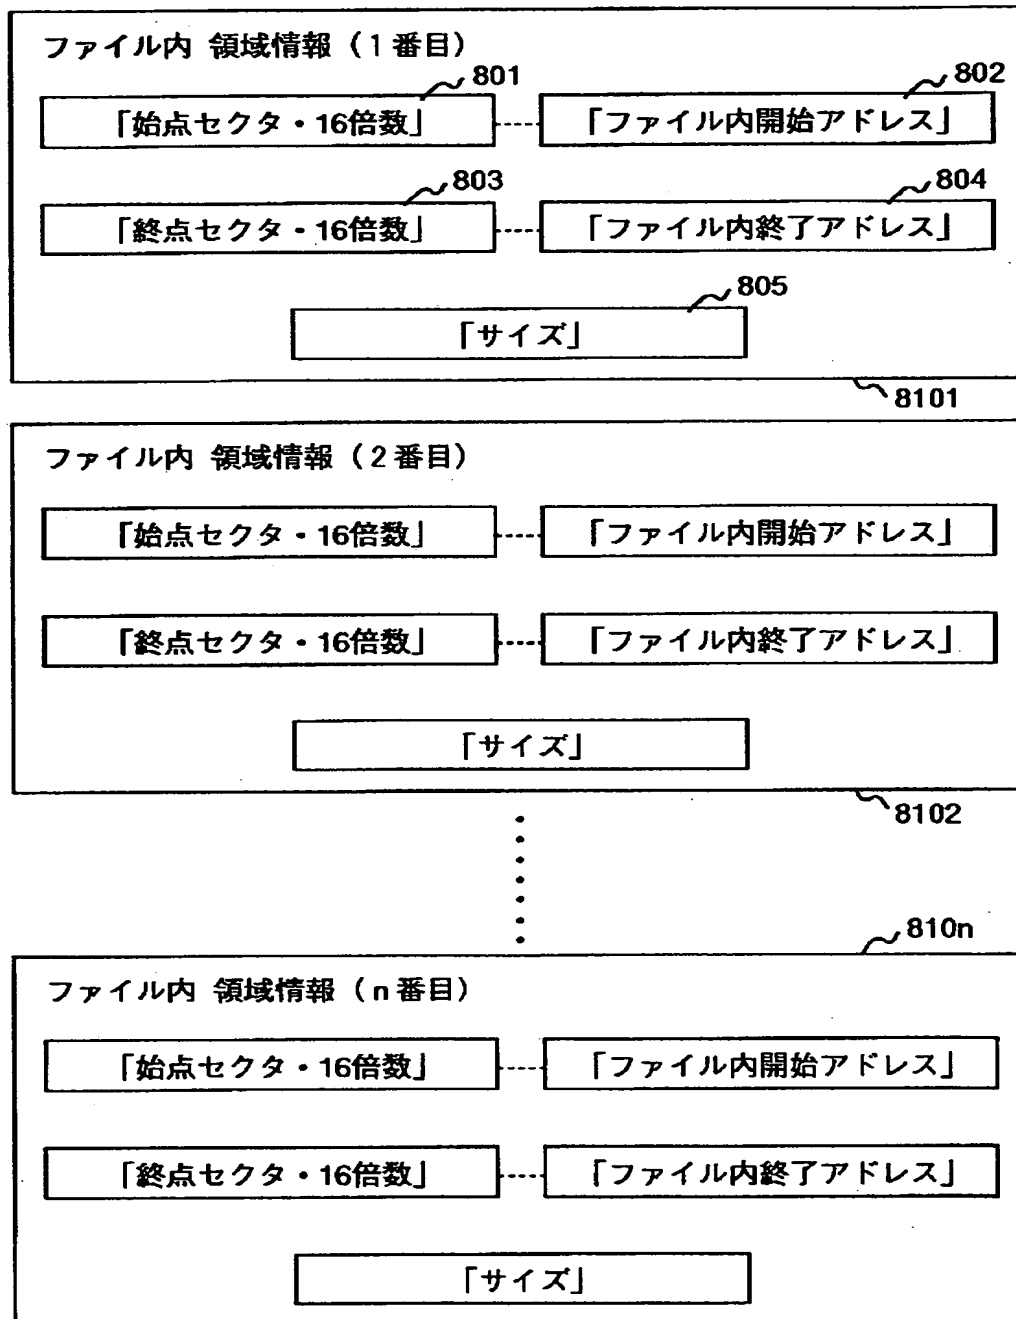 ファイル内 領域情報（1番目）
801
802
「始点セクタ・16倍数」
「ファイル内開始アドレス」
803
804
「終点セクタ・16倍数」
「ファイル内終了アドレス」
805
「サイズ」
8101
ファイル内 領域情報（2番目）
「始点セクタ・16倍数」
「ファイル内開始アドレス」
「終点セクタ・16倍数」
「ファイル内終了アドレス」
「サイズ」
8102
810n
ファイル内 領域情報（n番目）
「始点セクタ・16倍数」
「ファイル内開始アドレス」
「終点セクタ・16倍数」
「ファイル内終了アドレス」
「サイズ」